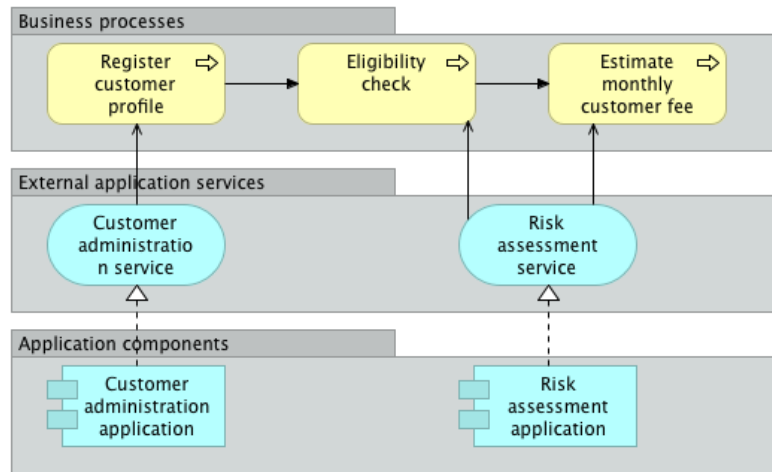 Business processes
Register
customer
profile
Eligibility
check
Estimate
monthly
customer fee
External application services
Customer
administratio
n service
Risk
assessment
service
Application components
Customer
administration
application
Risk
assessment
application